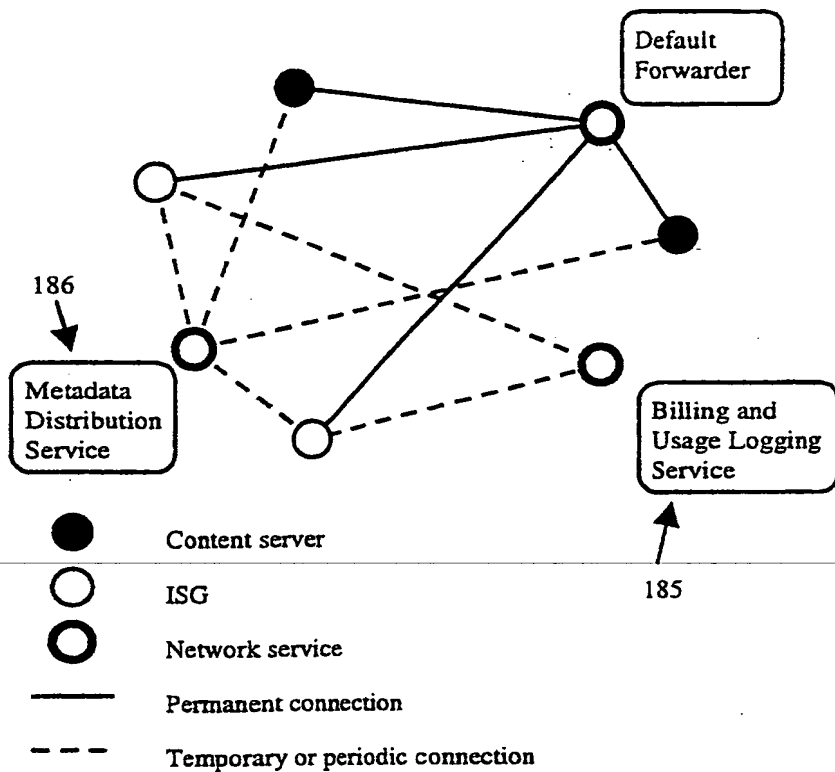 Default
Forwarder
186
Metadada
Distribution
Service
Billing and
Usage Logging
Service
185
Content server
ISG
Network service
Permanent connection
Temporary or periodic connection